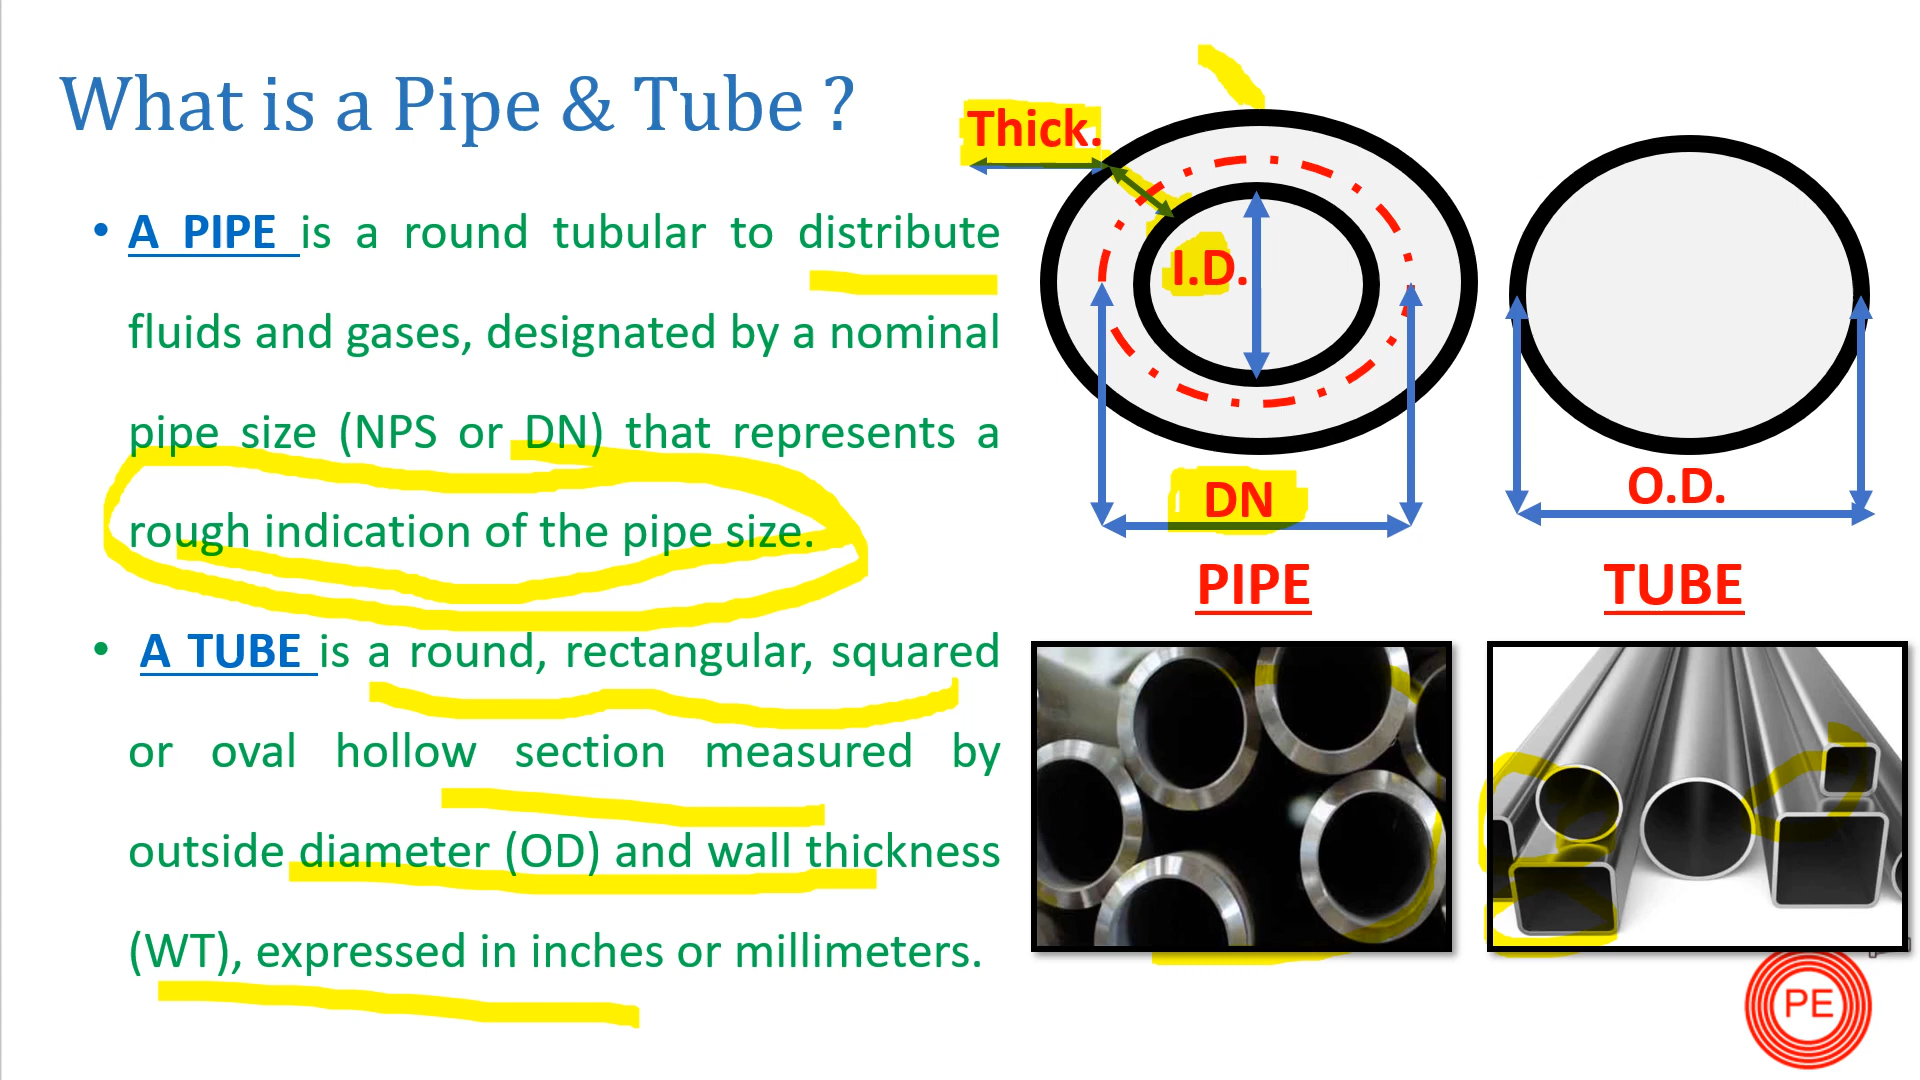 What is a Pipe & Tube ?
• A PIPE is a round tubular to distribute
fluids and gases, designated by a nominal
pipe size (NPS or DN) that represents a
rough indication of the pipe size.
• A TUBE is a round, rectangular, squared
or oval hollow section measured by
outside diameter (OD) and wall thickness
(WT), expressed in inches or millimeters.
Thick.
I.D.
DN
PIPE
O.D.
TUBE
PE